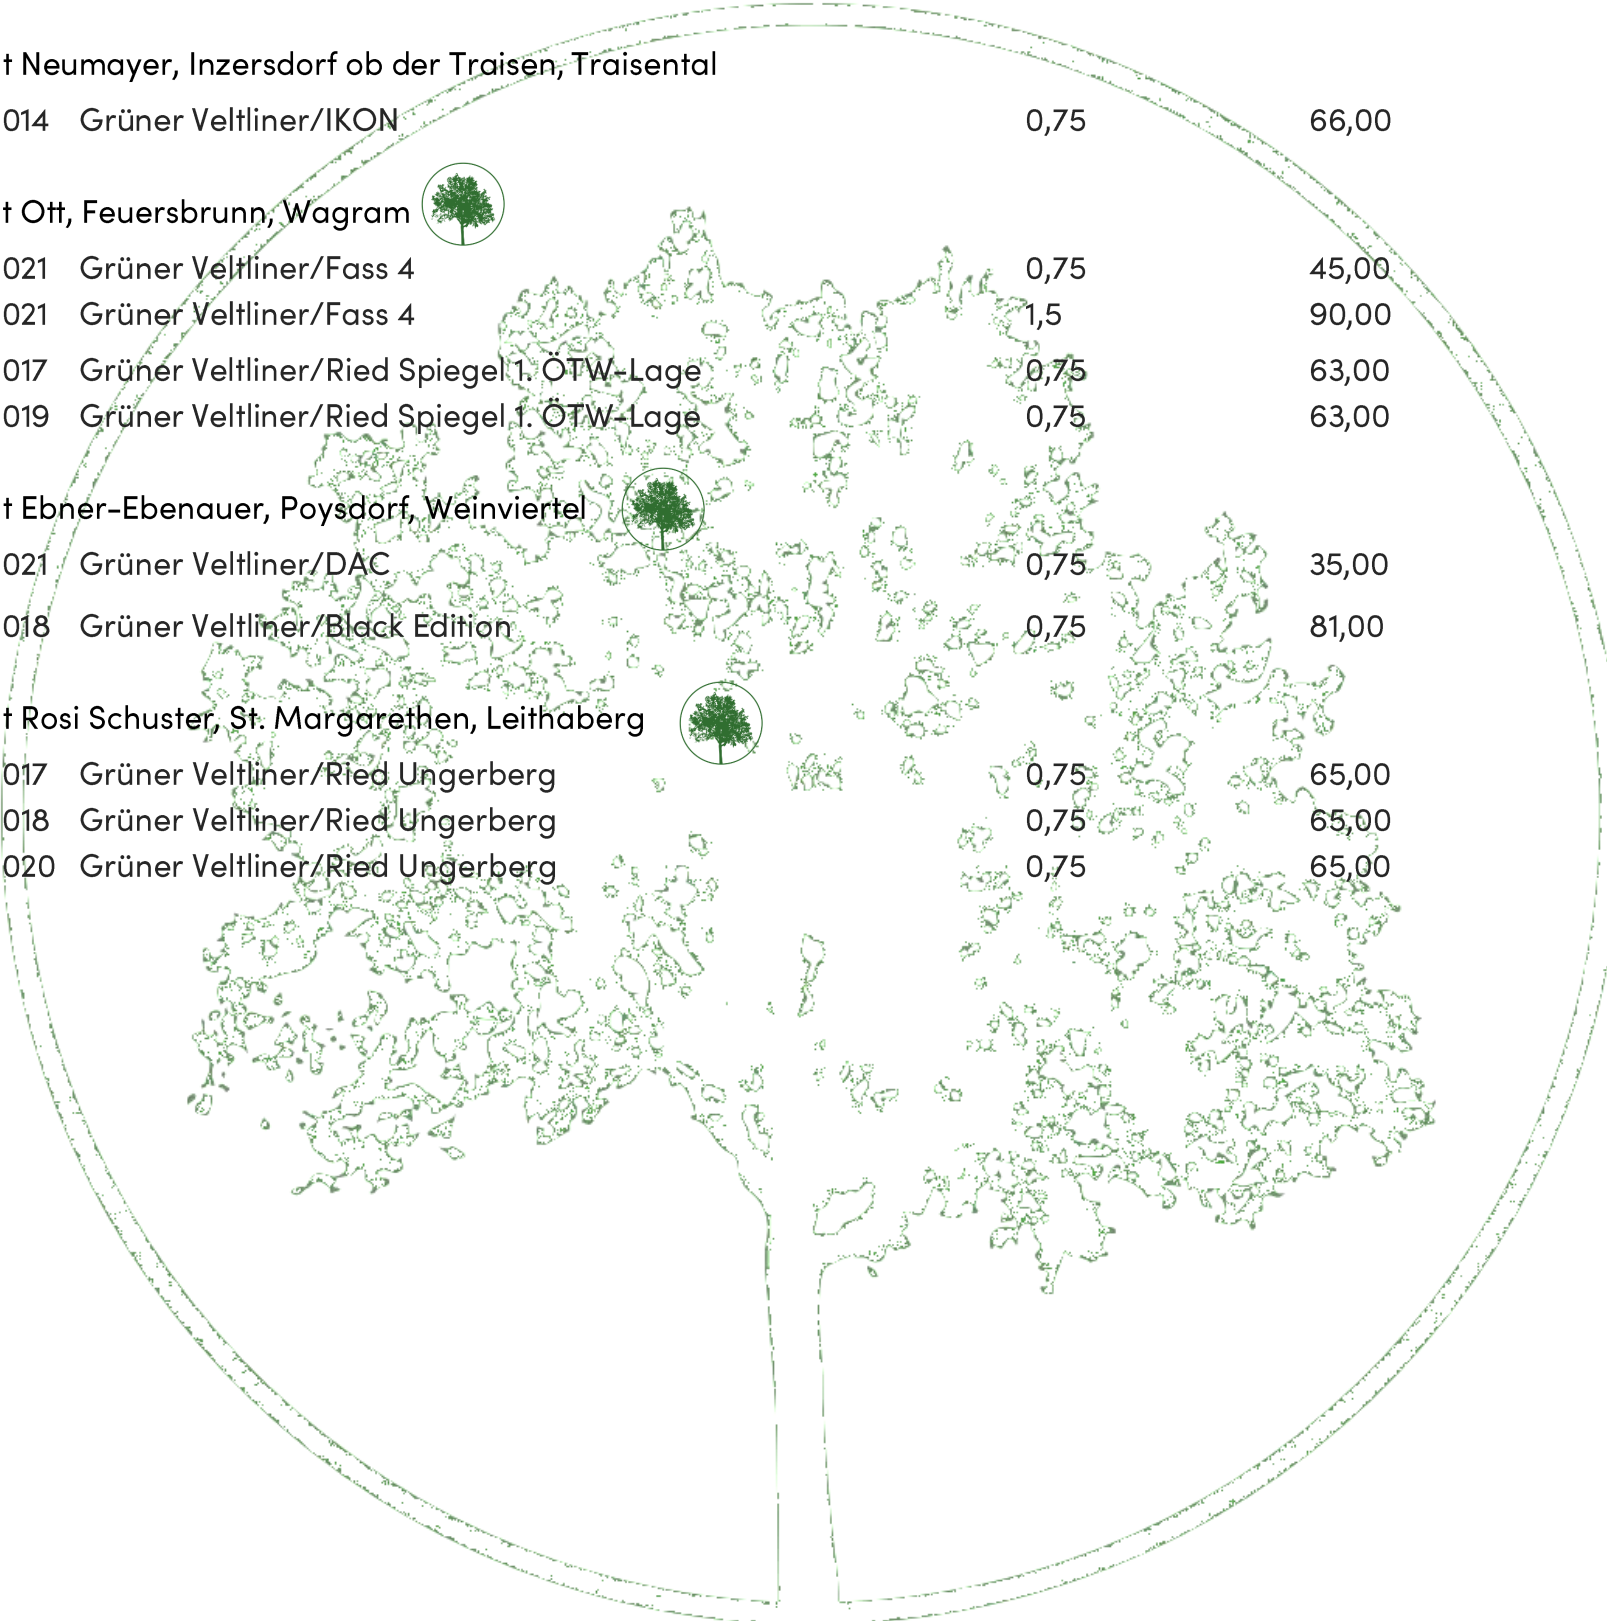 t Neumayer, Inzersdorf ob der Traisen, Traisental
014 Grüner Veltliner/IKON 0,75 66,00
t Ott, Feuersbrunn, Wagram
021 Grüner Veltliner/Fass 4 0,75 45,00
021 Grüner Veltliner/Fass 4 1,5 90,00
017 Grüner Veltliner/Ried Spiegel 1. ÖTW-Lage 0,75 63,00
019 Grüner Veltliner/Ried Spiegel 1. ÖTW-Lage 0,75 63,00
t Ebner-Ebenauer, Poysdorf, Weinviertel
021 Grüner Veltliner/DAC 0,75 35,00
018 Grüner Veltliner/Black Edition 0,75 81,00
t Rosi Schuster, St. Margarethen, Leithaberg
017 Grüner Veltliner/Ried Ungerberg 0,75 65,00
018 Grüner Veltliner/Ried Ungerberg 0,75 65,00
020 Grüner Veltliner/Ried Ungerberg 0,75 65,00